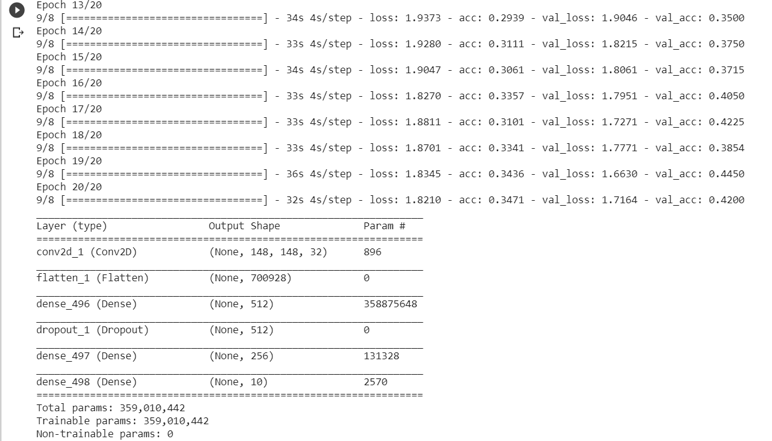 Epoch 13/20
9/8 [==============================] - 34s 4s/step - loss: 1.9373 - acc: 0.2939 - val_loss: 1.9046 - val_acc: 0.3500
Epoch 14/20
9/8 [==============================] - 33s 4s/step - loss: 1.9280 - acc: 0.3111 - val_loss: 1.8215 - val_acc: 0.3750
Epoch 15/20
9/8 [==============================] - 34s 4s/step - loss: 1.9047 - acc: 0.3061 - val_loss: 1.8061 - val_acc: 0.3715
Epoch 16/20
9/8 [==============================] - 33s 4s/step - loss: 1.8270 - acc: 0.3357 - val_loss: 1.7951 - val_acc: 0.4050
Epoch 17/20
9/8 [==============================] - 33s 4s/step - loss: 1.8811 - acc: 0.3101 - val_loss: 1.7271 - val_acc: 0.4225
Epoch 18/20
9/8 [==============================] - 33s 4s/step - loss: 1.8701 - acc: 0.3341 - val_loss: 1.7771 - val_acc: 0.3854
Epoch 19/20
9/8 [==============================] - 36s 4s/step - loss: 1.8345 - acc: 0.3436 - val_loss: 1.6630 - val_acc: 0.4450
Epoch 20/20
9/8 [==============================] - 32s 4s/step - loss: 1.8210 - acc: 0.3471 - val_loss: 1.7164 - val_acc: 0.4200
Layer (type) Output Shape Param #
=================================================================
conv2d_1 (Conv2D) (None, 148, 148, 32) 896
flatten_1 (Flatten) (None, 700928) 0
dense_496 (Dense) (None, 512) 358875648
dropout_1 (Dropout) (None, 512) 0
dense_497 (Dense) (None, 256) 131328
dense_498 (Dense) (None, 10) 2570
=================================================================
Total params: 359,010,442
Trainable params: 359,010,442
Non-trainable params: 0